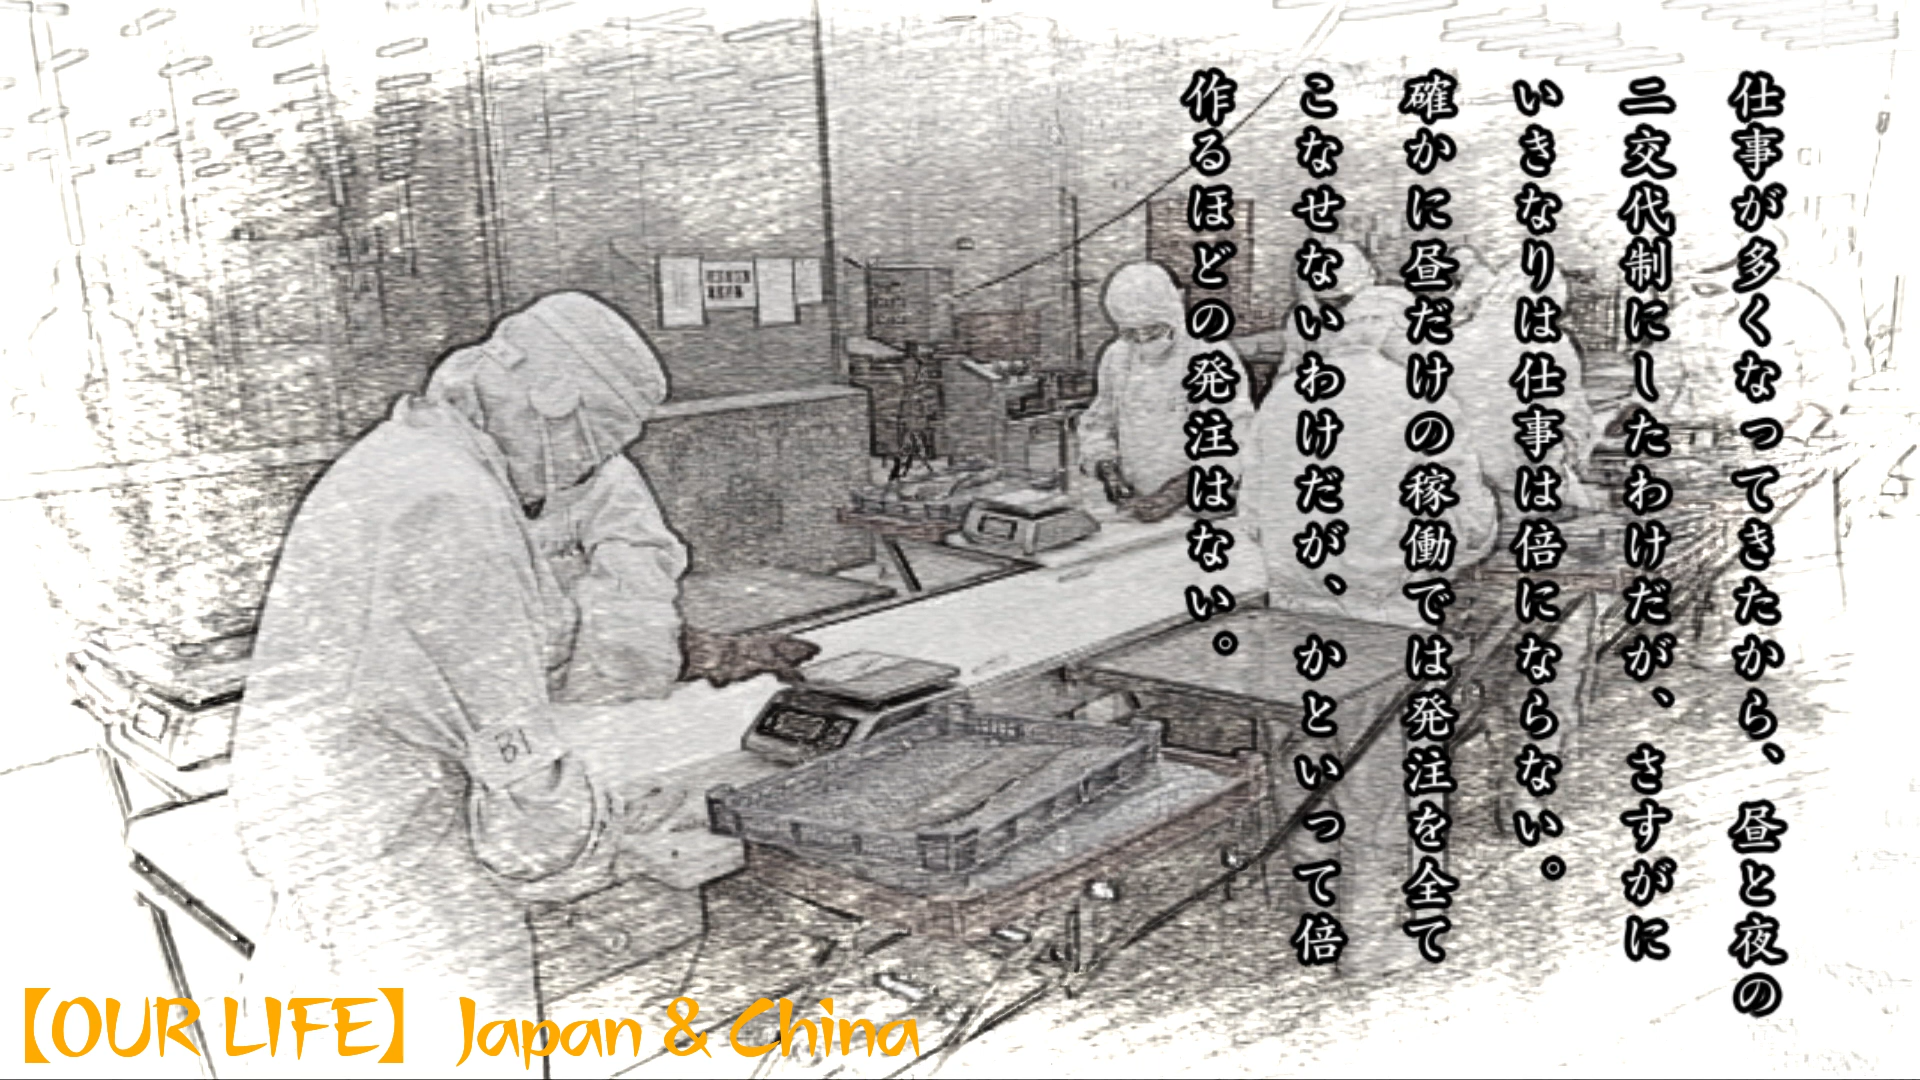 仕事が多くなってきたから、昼と夜の
二交代制にしたわけだが、さすがに
いきなりは仕事は倍にならない。
確かに昼だけの稼働では発注を全て
こなせないわけだが、かといって倍
作るほどの発注はない。
B1
【OUR LIFE】 Japan & China